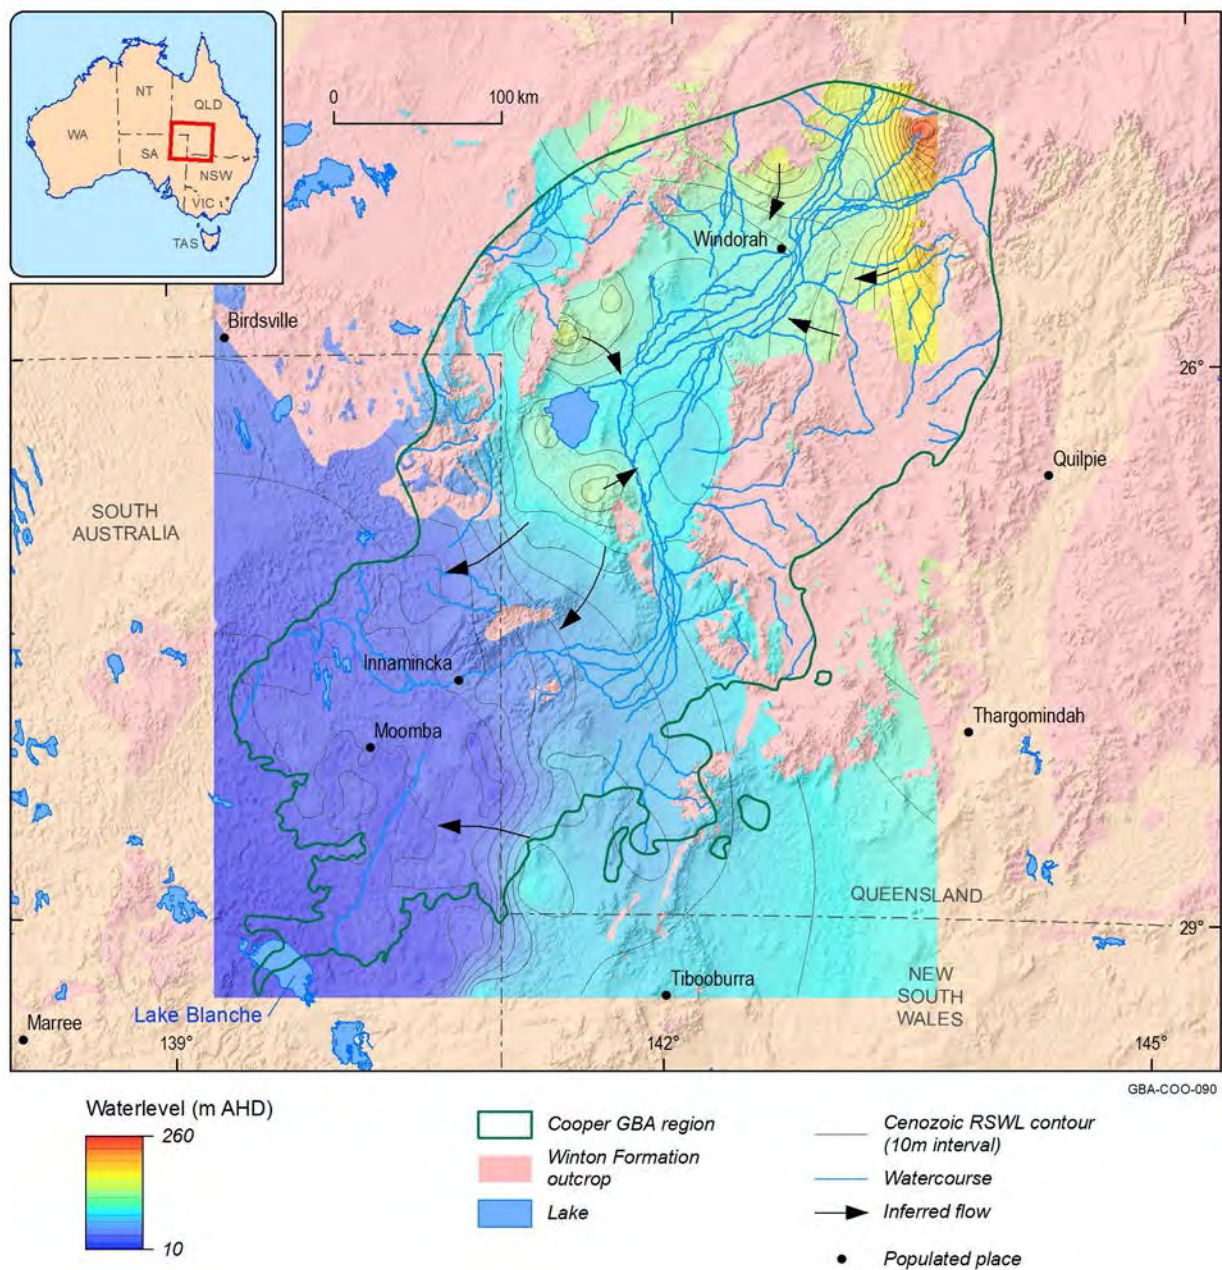 NT
QLD
WA
SA
NSW
VIC
TAS
0 100 km
Windorah
Birdsville
26°
Quilpie
SOUTH
AUSTRALIA
Innamincka
Moomba
Thargomindah
QUEENSLAND
29°
Tibooburra
NEW
SOUTH
WALES
Lake Blanche
Marree
139°
142°
145°
GBA-COO-090
Waterlevel (m AHD)
260
10
Cooper GBA region
Winton Formation
outcrop
Lake
Cenozoic RSWL contour
(10m interval)
Watercourse
Inferred flow
Populated place